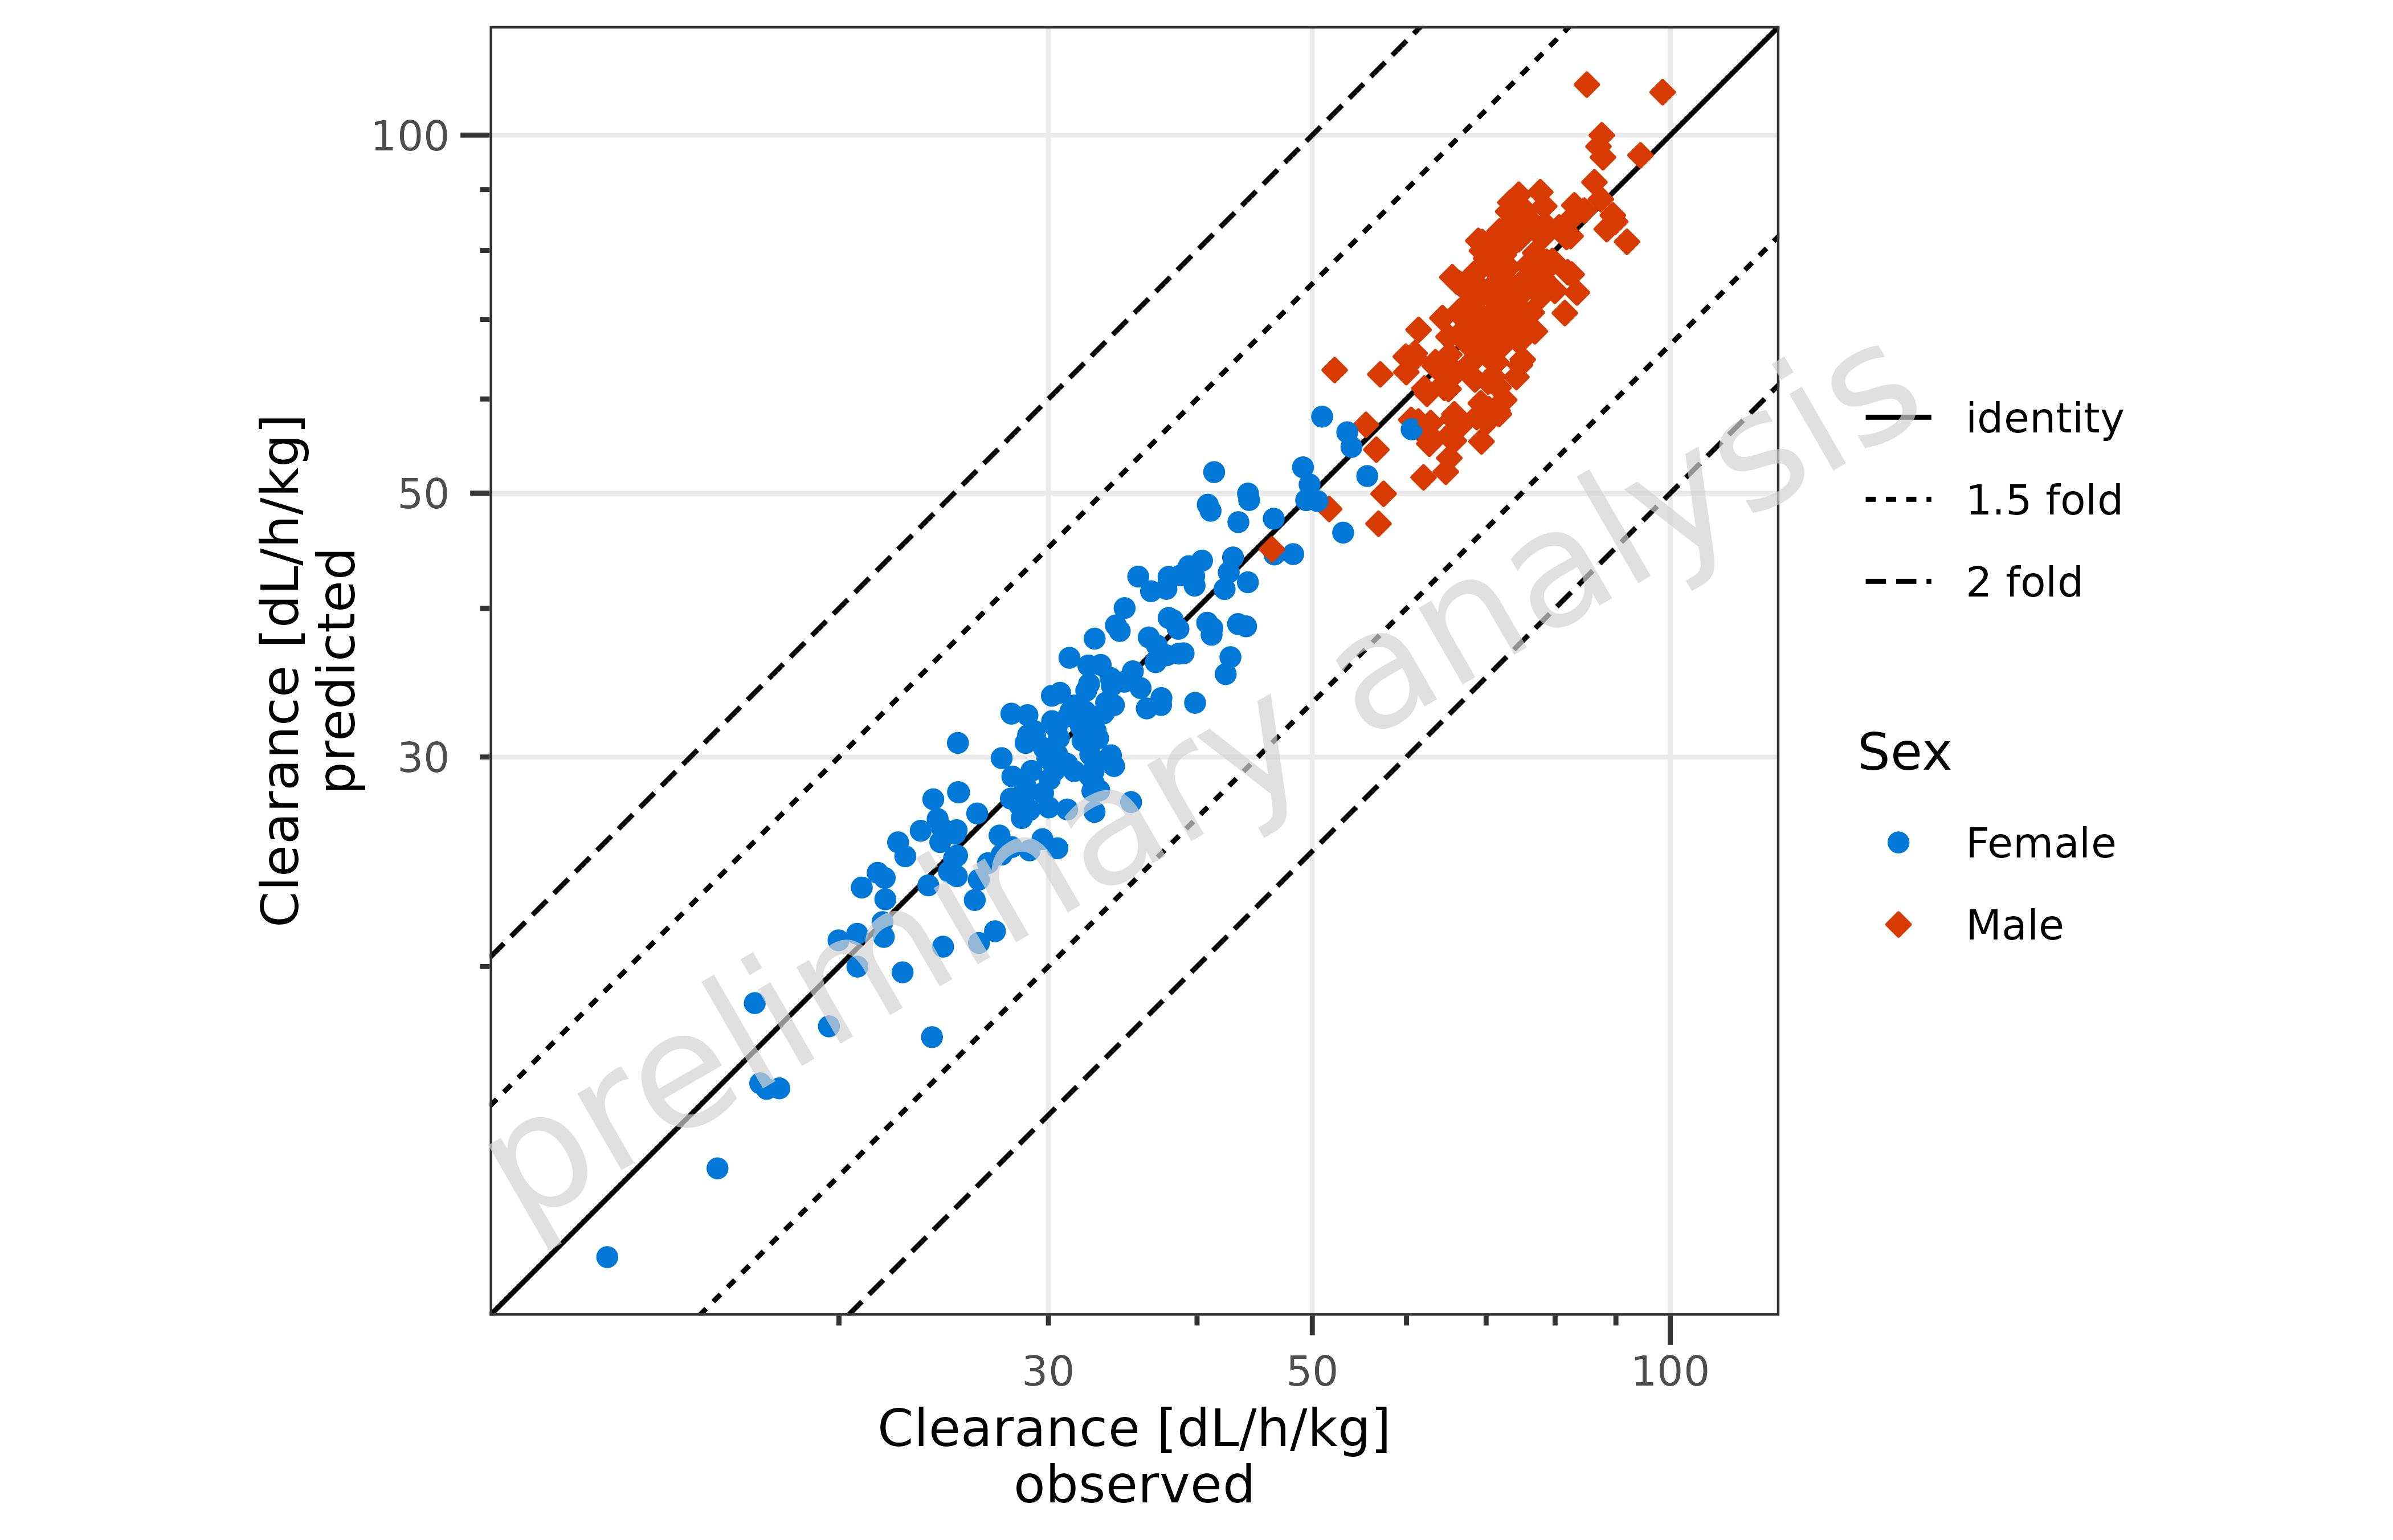 100
50
30
Clearance [dL/h/kg]
predicted
30
50
100
Clearance [dL/h/kg]
observed
identity
1.5 fold
2 fold
Sex
Female
Male
preliminary analysis